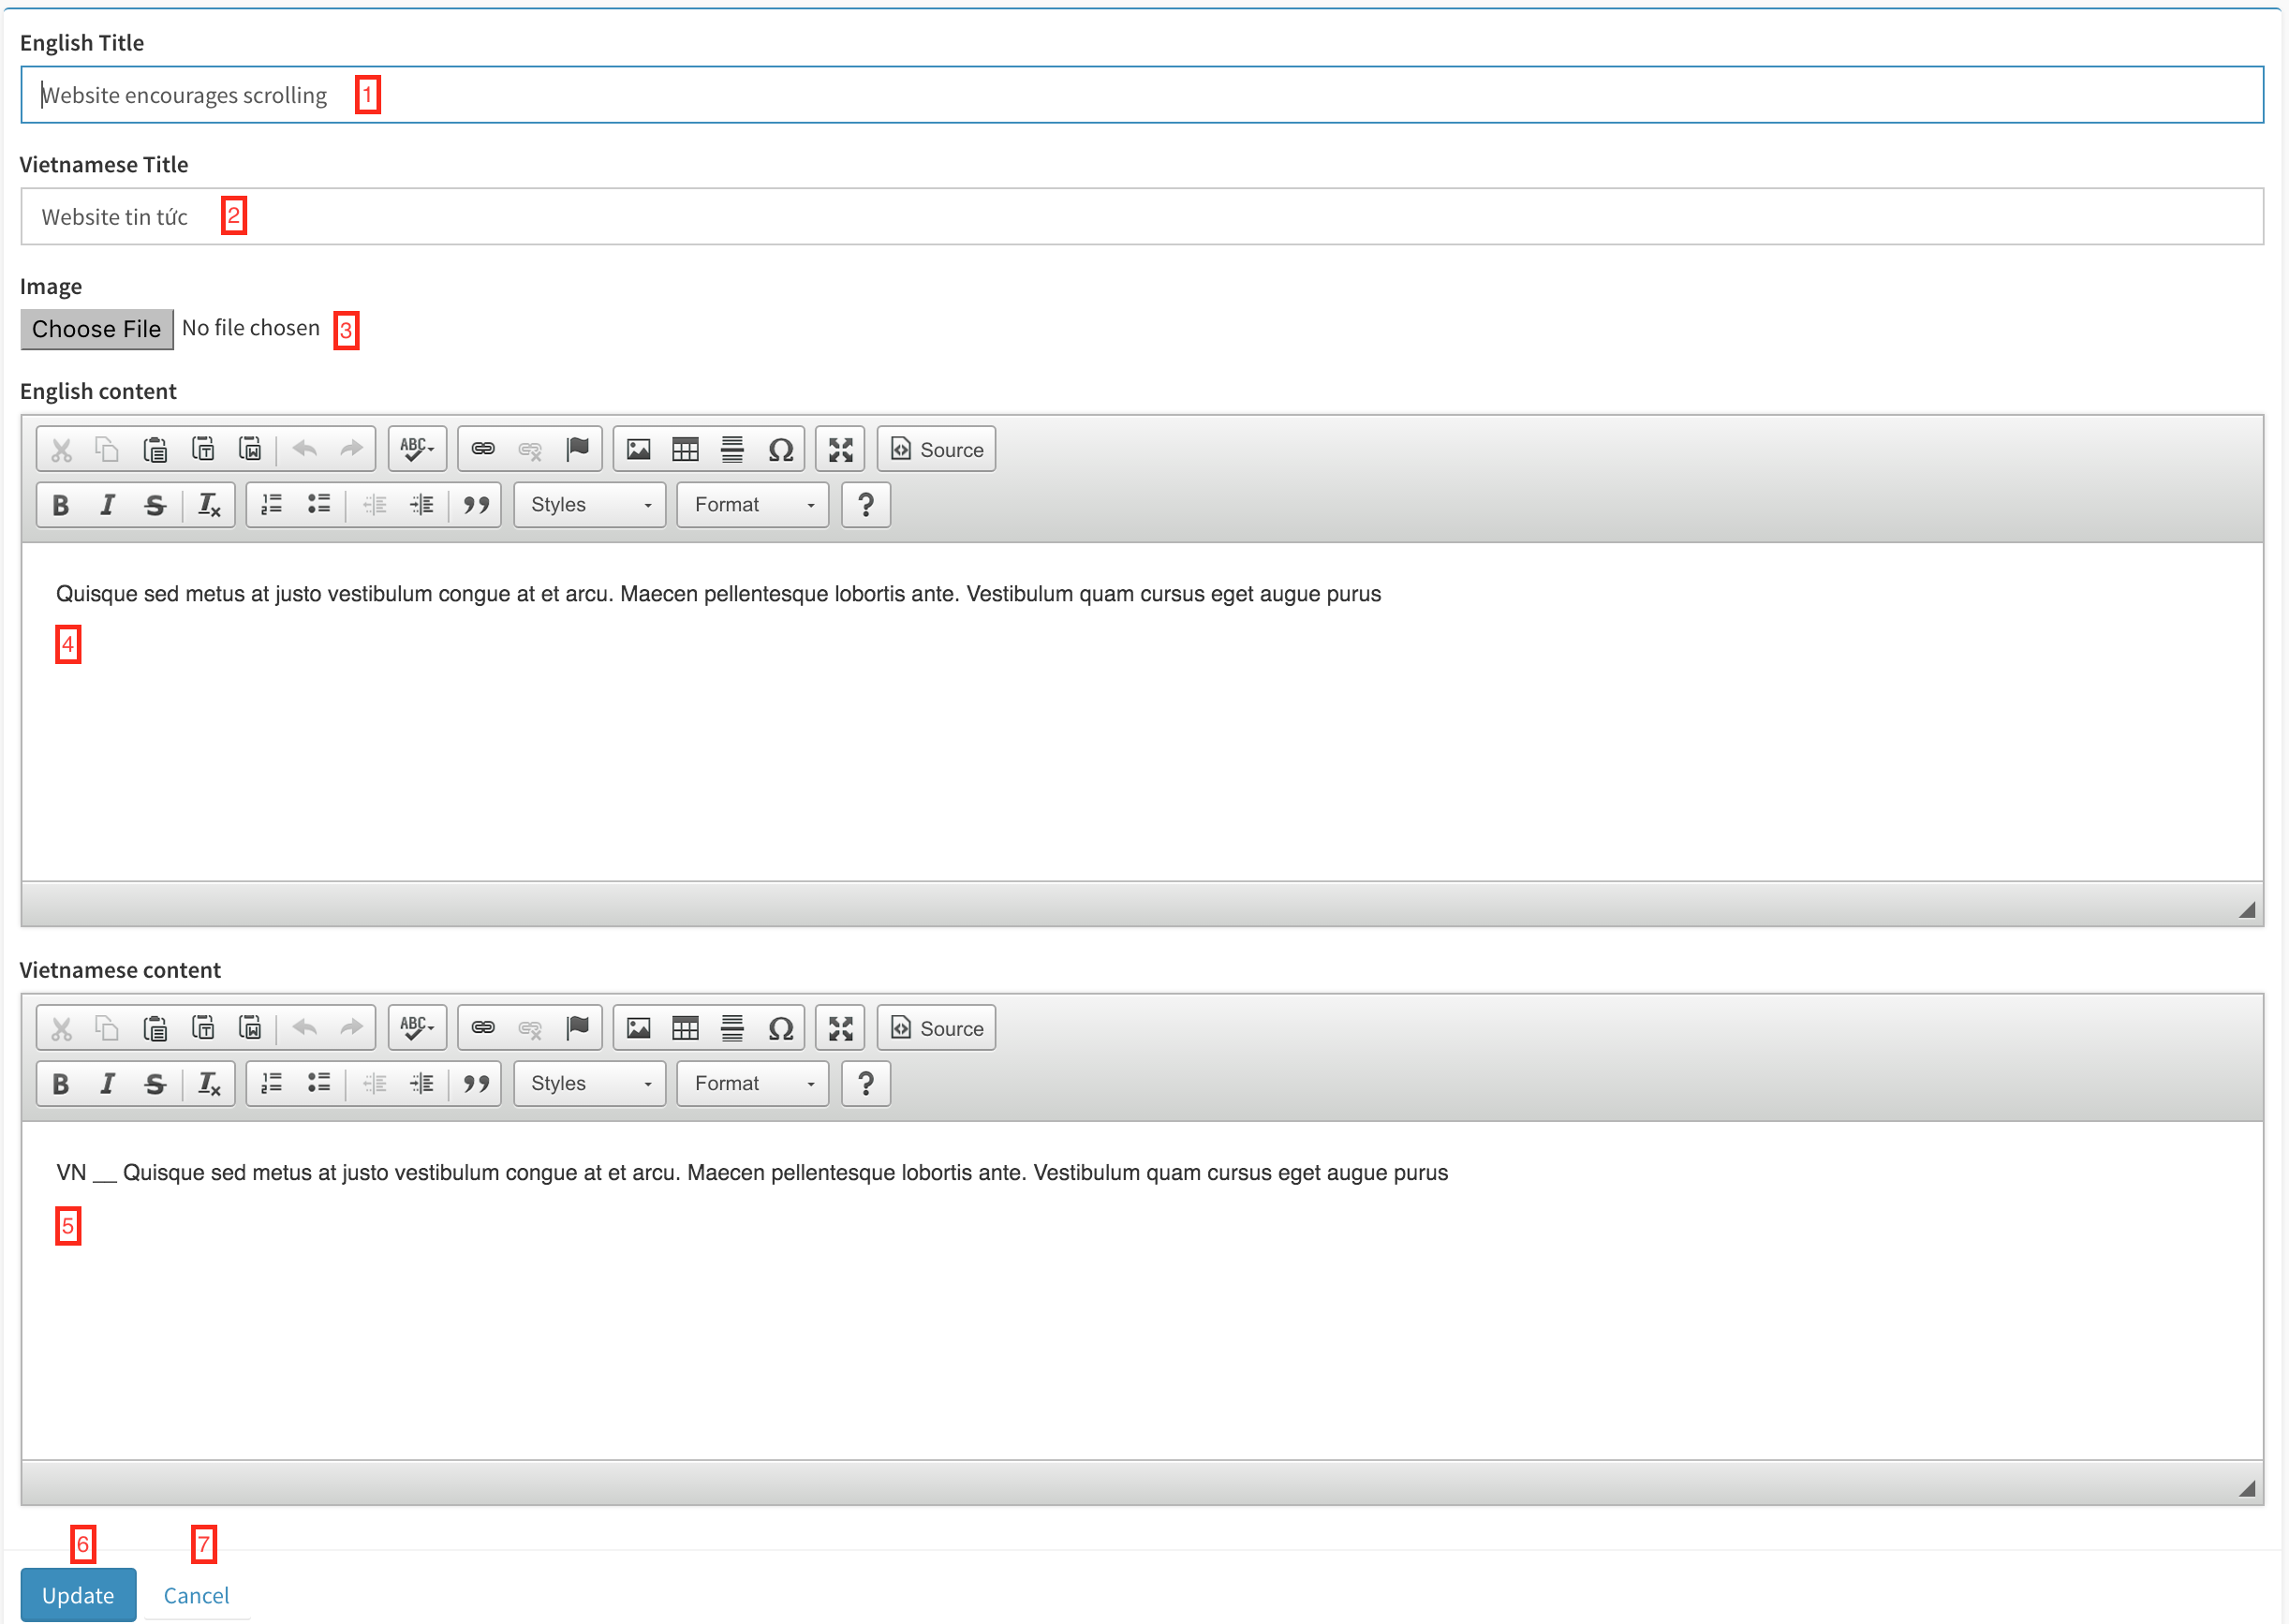 English Title
Website encourages scrolling 1
Vietnamese Title
Website tin tức 2
Image
Choose File No file chosen 3
English content
ABC Ω Source
B I S Tx Styles Format ?
Quisque sed metus at justo vestibulum congue at et arcu. Maecen pellentesque lobortis ante. Vestibulum quam cursus eget augue purus
4
Vietnamese content
ABC Ω Source
B I S Tx Styles Format ?
VN __ Quisque sed metus at justo vestibulum congue at et arcu. Maecen pellentesque lobortis ante. Vestibulum quam cursus eget augue purus
5
6 7
Update Cancel